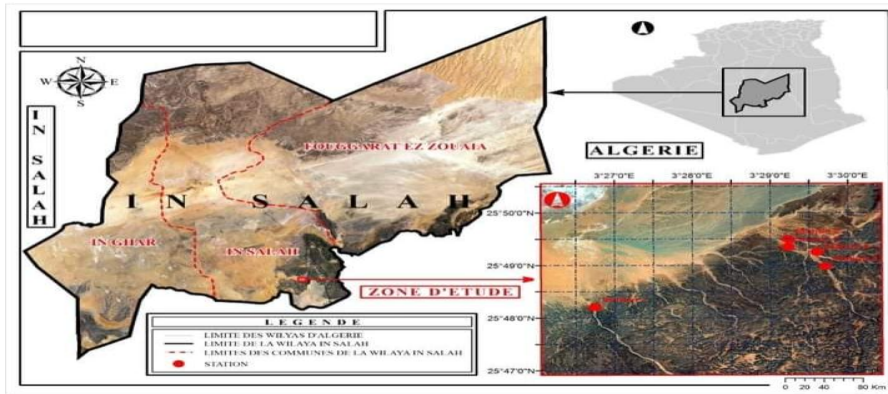 N
W E
S
IN SALAH
FOUGGARAT EZ ZOUAIA
IN SALAH
IN GHAR
IN SALAH
ZONE D'ETUDE
ALGERIE
3°27'0"E 3°28'0"E 3°29'0"E 3°30'0"E
25°50'0"N
25°49'0"N
25°48'0"N
25°47'0"N
LEGENDE
LIMITE DES WILYAS D'ALGERIE
LIMITE DE LA WILAYA IN SALAH
LIMITES DES COMMUNES DE LA WILAYA IN SALAH
STATION
0 20 40 80 Km